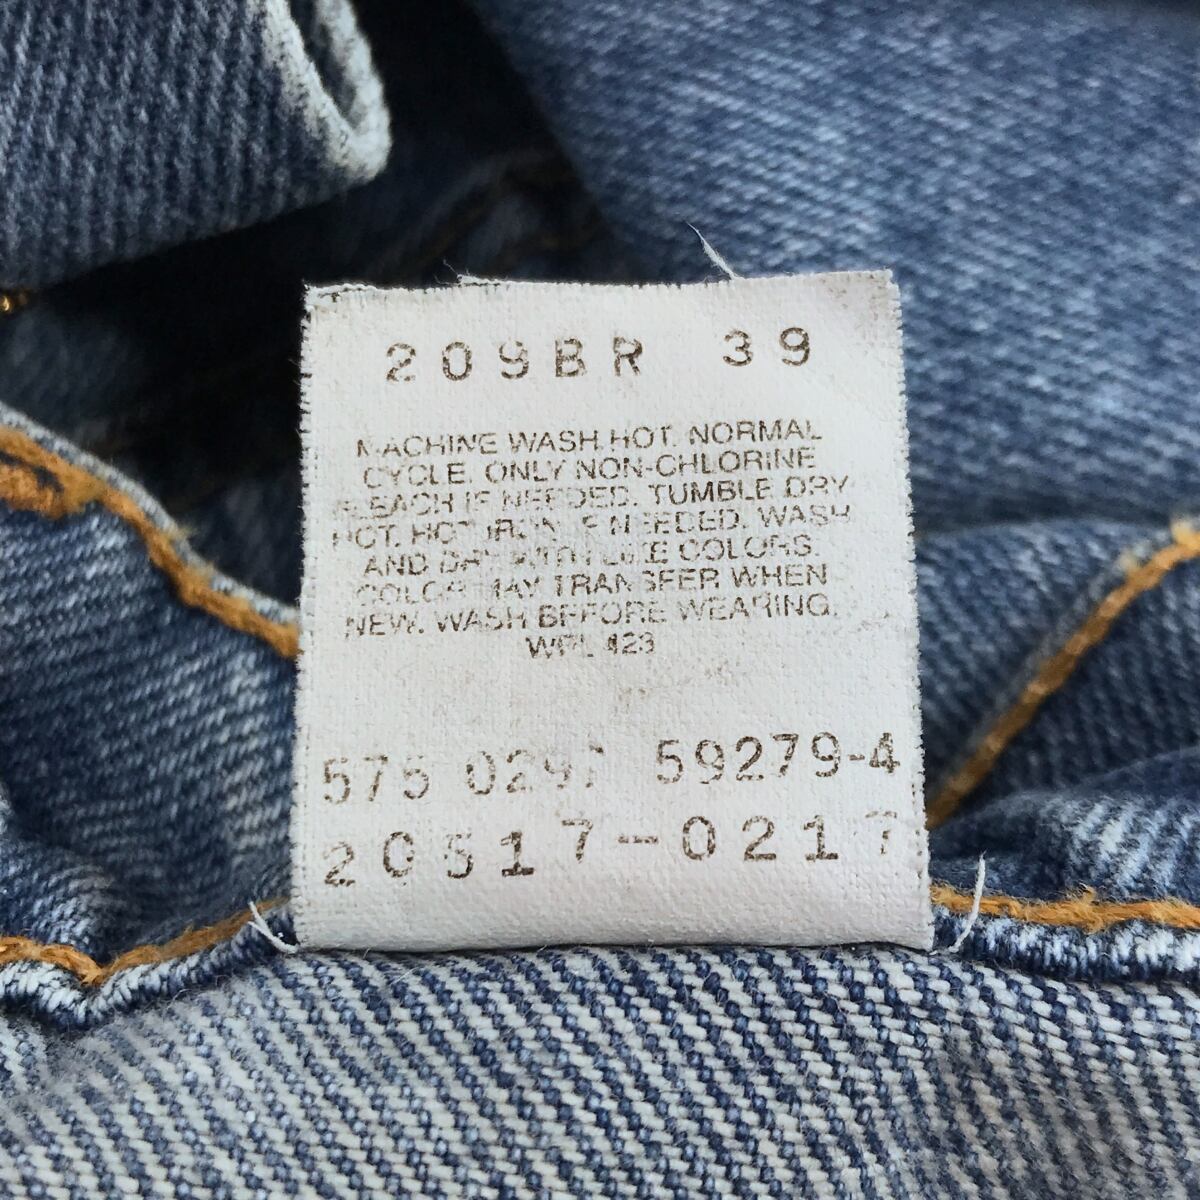 209BR 39
MACHINE WASH HOT. NORMAL
CYCLE. ONLY NON-CHLORINE
BLEACH IF NEEDED. TUMBLE DRY
HOT. HOT IRON IF NEEDED. WASH
AND DRY WITH LIKE COLORS.
COLOR MAY TRANSFER WHEN
NEW. WASH BEFORE WEARING.
WPL 423
575 0297 59279-4
20517-0217